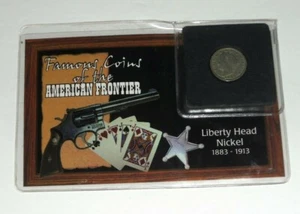 Famous Coins
of the
AMERICAN FRONTIER
Liberty Head
Nickel
1883 - 1913